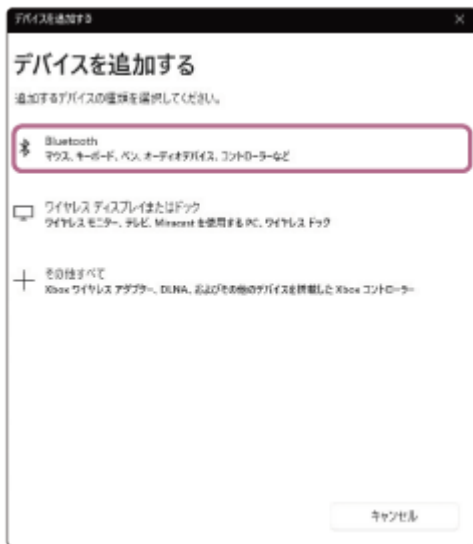 デバイスを追加する
デバイスを追加する
追加するデバイスの種類を選択してください。
Bluetooth
マウス、キーボード、ペン、オーディオデバイス、コントローラーなど
ワイヤレス ディスプレイまたはドック
ワイヤレス モニター、テレビ、Miracast を使用する PC、ワイヤレス ドック
その他すべて
Xbox ワイヤレス アダプター、DLNA、およびその他のデバイスを搭載した Xbox コントローラー
キャンセル